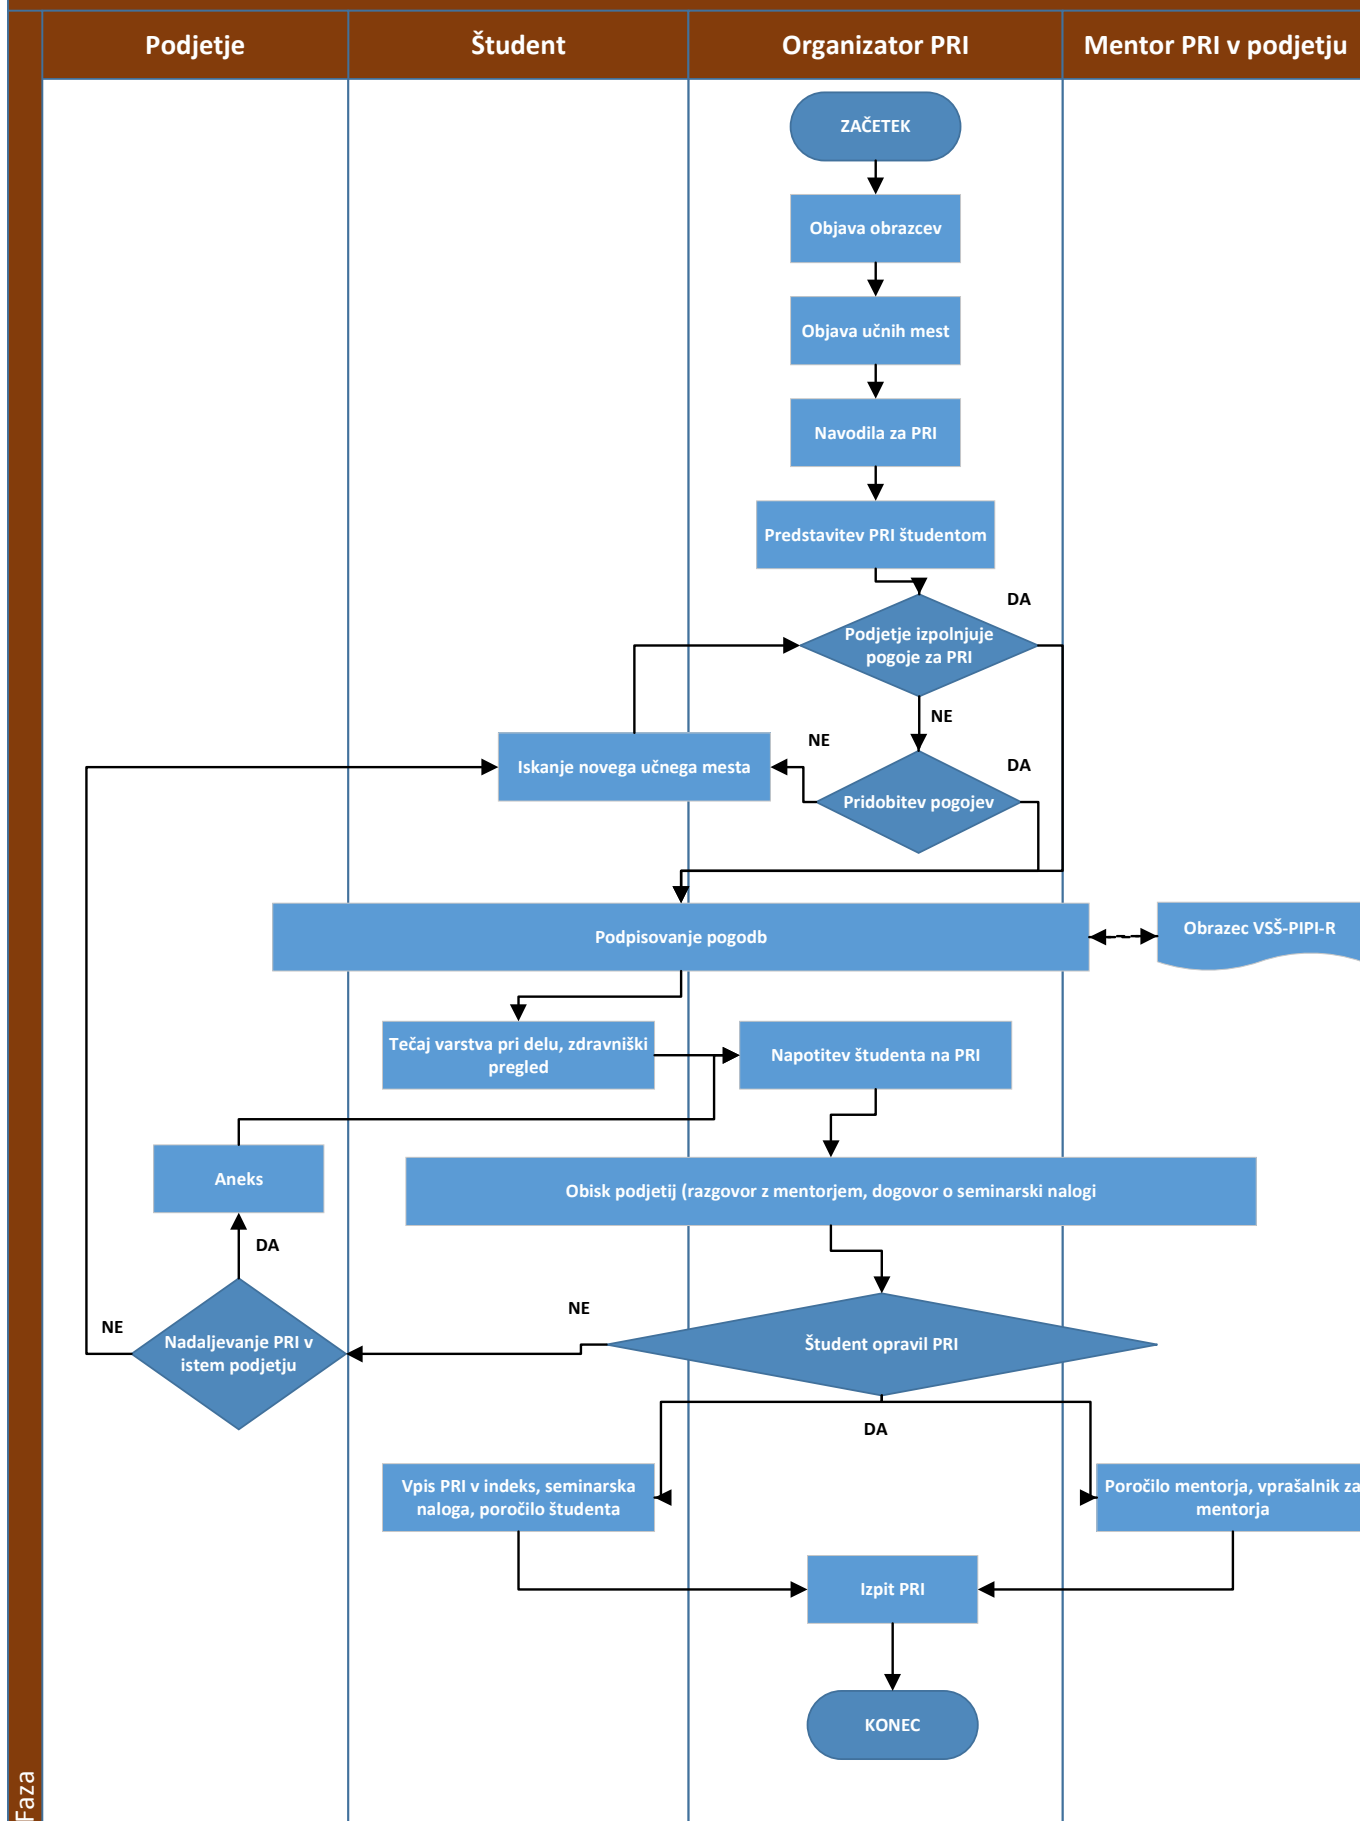 Podjetje
Študent
Organizator PRI
Mentor PRI v podjetju
ZAČETEK
Objava obrazcev
Objava učnih mest
Navodila za PRI
Predstavitev PRI študentom
DA
Podjetje izpolnjuje
pogoje za PRI
NE
NE
DA
Iskanje novega učnega mesta
Pridobitev pogojev
Podpisovanje pogodb
Obrazec VSŠ-PIPI-R
Tečaj varstva pri delu, zdravniški
pregled
Napotitev študenta na PRI
Aneks
Obisk podjetij (razgovor z mentorjem, dogovor o seminarski nalogi
DA
NE
NE
Nadaljevanje PRI v
istem podjetju
Študent opravil PRI
DA
Vpis PRI v indeks, seminarska
naloga, poročilo študenta
Poročilo mentorja, vprašalnik za
mentorja
Izpit PRI
KONEC
Faza